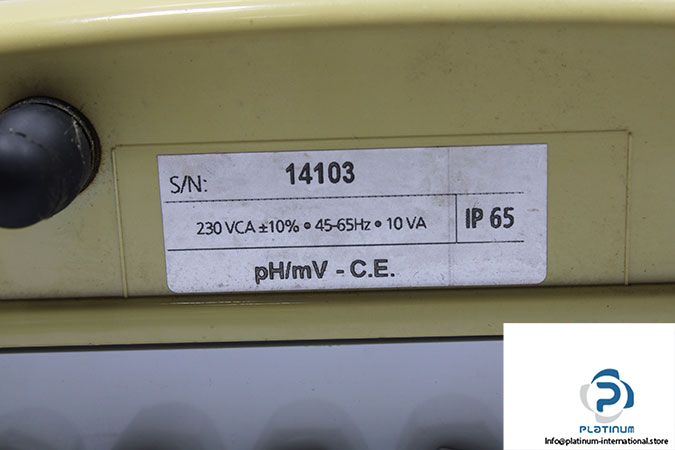 S/N: 14103
230 VCA ±10% • 45-65Hz • 10 VA IP 65
pH/mV - C.E.
PLATINUM
Info@platinum-international.store